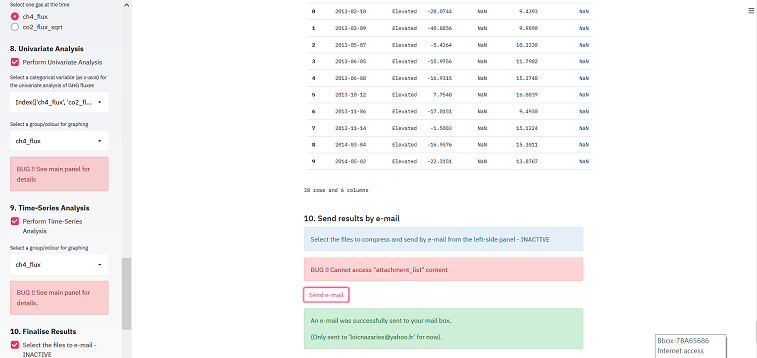 Select one gas at the time
ch4_flux
co2_flux_sqrt
8. Univariate Analysis
Perform Univariate Analysis
Select a categorical variable (as x-axis) for
the univariate analysis of GHG fluxes
Index(['ch4_flux', 'co2_fl...
Select a group/colour for graphing
ch4_flux
BUG !! See main panel for
details
9. Time-Series Analysis
Perform Time-Series
Analysis
Select a group/colour for graphing
ch4_flux
BUG !! See main panel for
details.
10. Finalise Results
Select the files to e-mail -
INACTIVE
0 2013-02-10 Elevated -28.0744 NaN 9.4393 NaN
1 2013-03-09 Elevated -40.8856 NaN 9.9890 NaN
2 2013-05-07 Elevated -5.4264 NaN 10.3230 NaN
3 2013-06-05 Elevated -15.9756 NaN 11.7982 NaN
4 2013-06-08 Elevated -16.9315 NaN 15.3748 NaN
5 2013-10-12 Elevated 7.7548 NaN 16.0839 NaN
6 2013-11-06 Elevated -17.0151 NaN 9.4930 NaN
7 2013-11-14 Elevated -1.5003 NaN 15.1224 NaN
8 2014-03-04 Elevated -16.9576 NaN 15.3011 NaN
9 2014-05-02 Elevated -22.3151 NaN 13.8767 NaN
38 rows and 6 columns
10. Send results by e-mail
Select the files to compress and send by e-mail from the left-side panel - INACTIVE
BUG !! Cannot access "attachment_list" content
Send e-mail
An e-mail was successfully sent to your mail box.
(Only sent to 'loicnazaries@yahoo.fr' for now).
Bbox-78A65686
Internet access